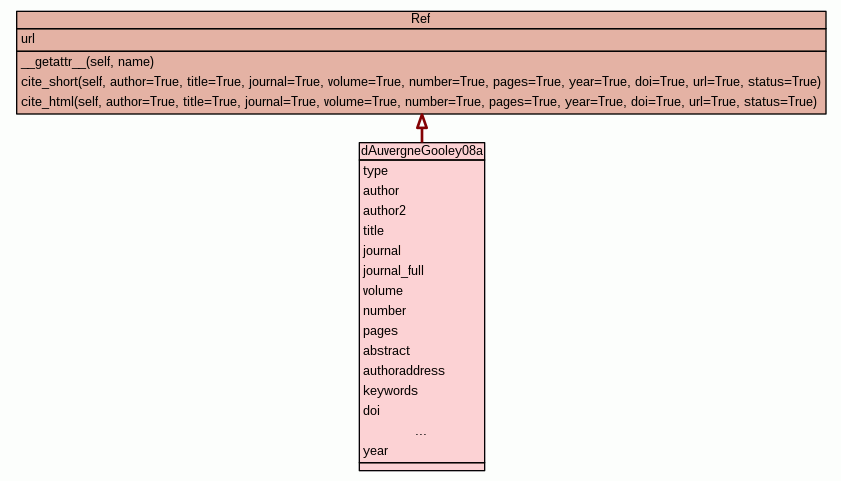 Ref
url
__getattr__(self, name)
cite_short(self, author=True, title=True, journal=True, volume=True, number=True, pages=True, year=True, doi=True, url=True, status=True)
cite_html(self, author=True, title=True, journal=True, volume=True, number=True, pages=True, year=True, doi=True, url=True, status=True)
dAuvergneGooley08a
type
author
author2
title
journal
journal_full
volume
number
pages
abstract
authoraddress
keywords
doi
...
year